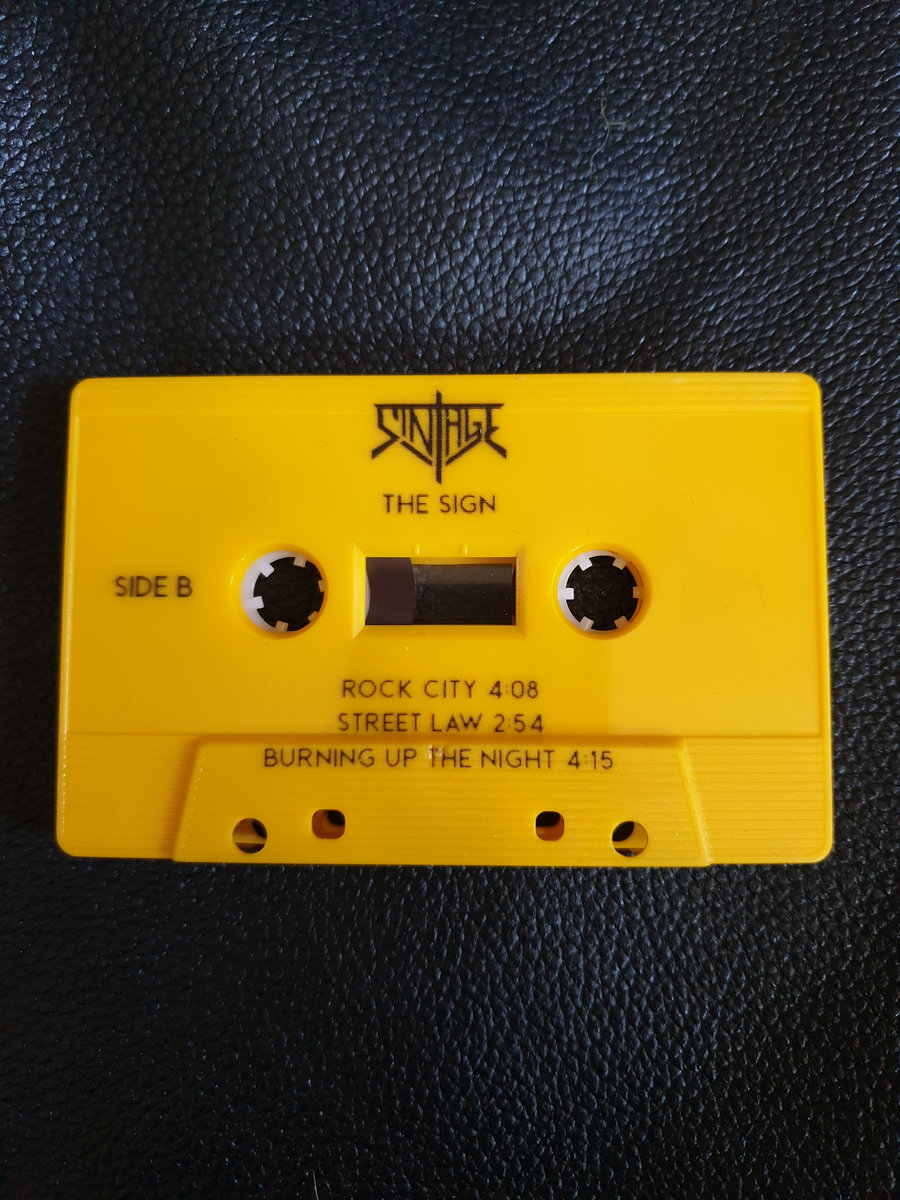 SINTAGE
THE SIGN
SIDE B
ROCK CITY 4:08
STREET LAW 2:54
BURNING UP THE NIGHT 4:15